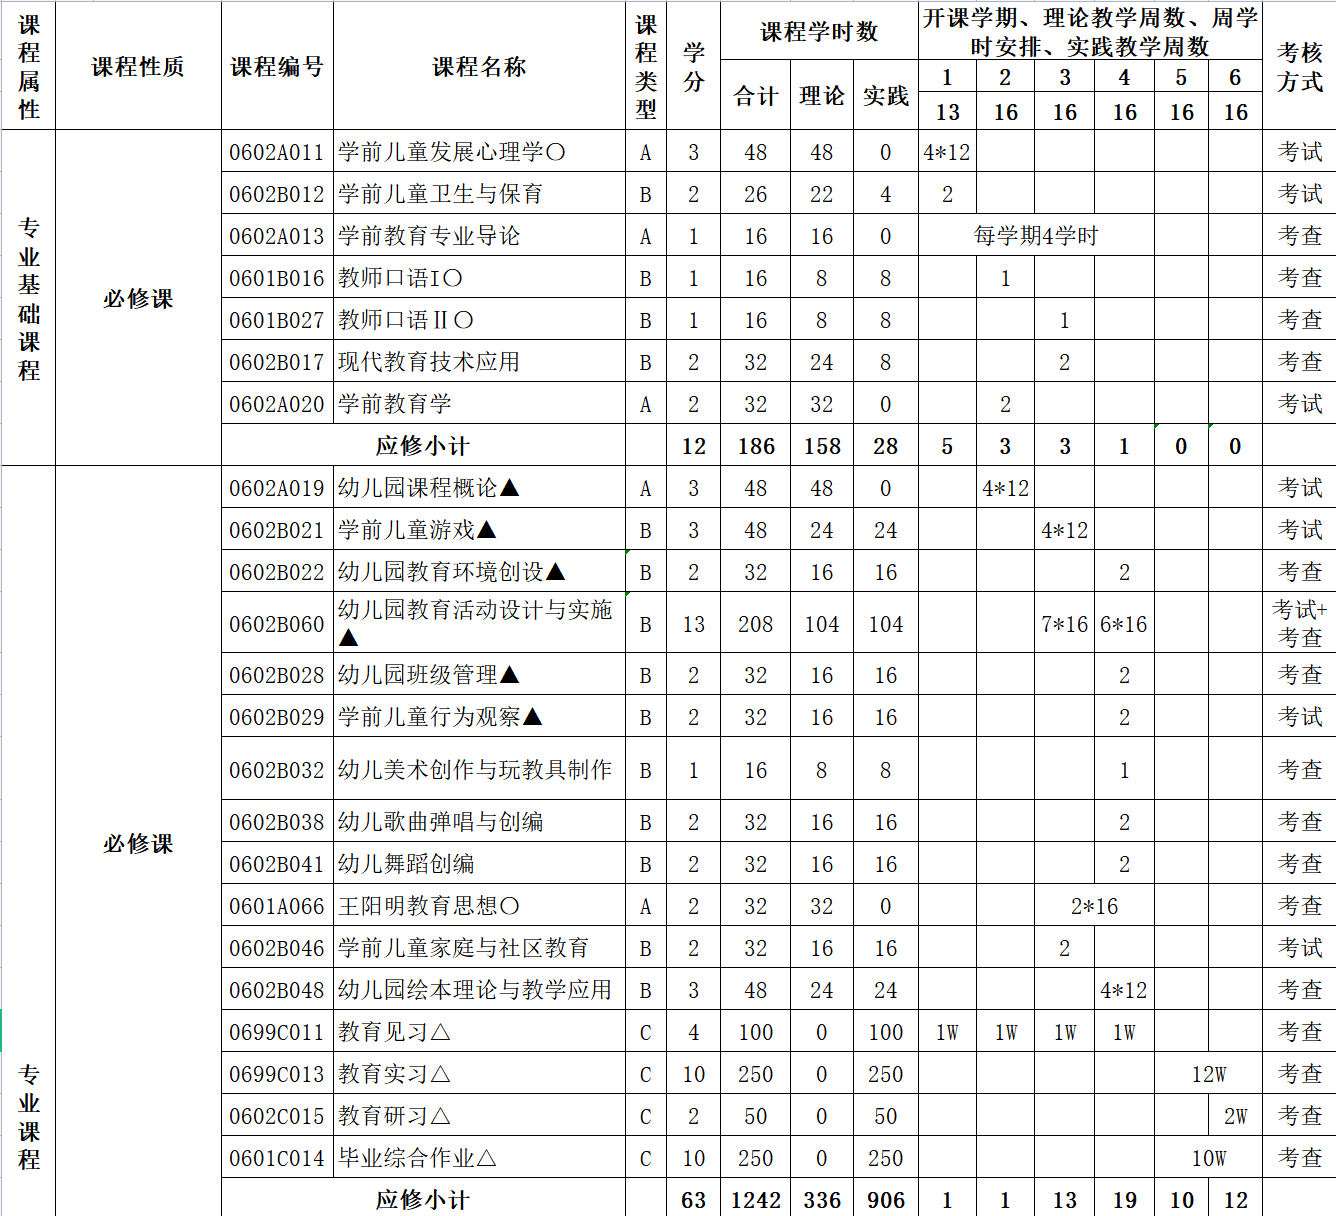 课程属性 课程性质 课程编号 课程名称 课程类型 学分 课程学时数 开课学期、理论教学周数、周学时安排、实践教学周数 考核方式
合计 理论 实践 1 2 3 4 5 6
13 16 16 16 16 16
专业基础课程 必修课
0602A011 学前儿童发展心理学〇 A 3 48 48 0 4*12 考试
0602B012 学前儿童卫生与保育 B 2 26 22 4 2 考试
0602A013 学前教育专业导论 A 1 16 16 0 每学期4学时 考查
0601B016 教师口语I〇 B 1 16 8 8 1 考查
0601B027 教师口语Ⅱ〇 B 1 16 8 8 1 考查
0602B017 现代教育技术应用 B 2 32 24 8 2 考查
0602A020 学前教育学 A 2 32 32 0 2 考试
应修小计 12 186 158 28 5 3 3 1 0 0
专业课程 必修课
0602A019 幼儿园课程概论▲ A 3 48 48 0 4*12 考试
0602B021 学前儿童游戏▲ B 3 48 24 24 4*12 考试
0602B022 幼儿园教育环境创设▲ B 2 32 16 16 2 考查
0602B060 幼儿园教育活动设计与实施▲ B 13 208 104 104 7*16 6*16 考试+考查
0602B028 幼儿园班级管理▲ B 2 32 16 16 2 考查
0602B029 学前儿童行为观察▲ B 2 32 16 16 2 考试
0602B032 幼儿美术创作与玩教具制作 B 1 16 8 8 1 考查
0602B038 幼儿歌曲弹唱与创编 B 2 32 16 16 2 考查
0602B041 幼儿舞蹈创编 B 2 32 16 16 2 考查
0601A066 王阳明教育思想〇 A 2 32 32 0 2*16 考查
0602B046 学前儿童家庭与社区教育 B 2 32 16 16 2 考试
0602B048 幼儿园绘本理论与教学应用 B 3 48 24 24 4*12 考查
0699C011 教育见习△ C 4 100 0 100 1W 1W 1W 1W 考查
0699C013 教育实习△ C 10 250 0 250 12W 考查
0602C015 教育研习△ C 2 50 0 50 2W 考查
0601C014 毕业综合作业△ C 10 250 0 250 10W 考查
应修小计 63 1242 336 906 1 1 13 19 10 12